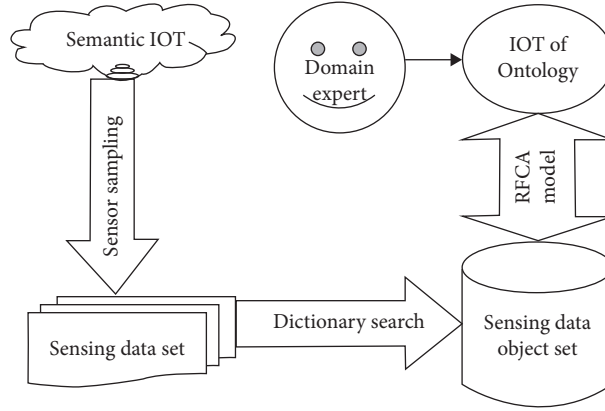 Semantic IOT
Domain
expert
IOT of
Ontology
Sensor sampling
RFCA
model
Sensing data set
Dictionary search
Sensing data
object set